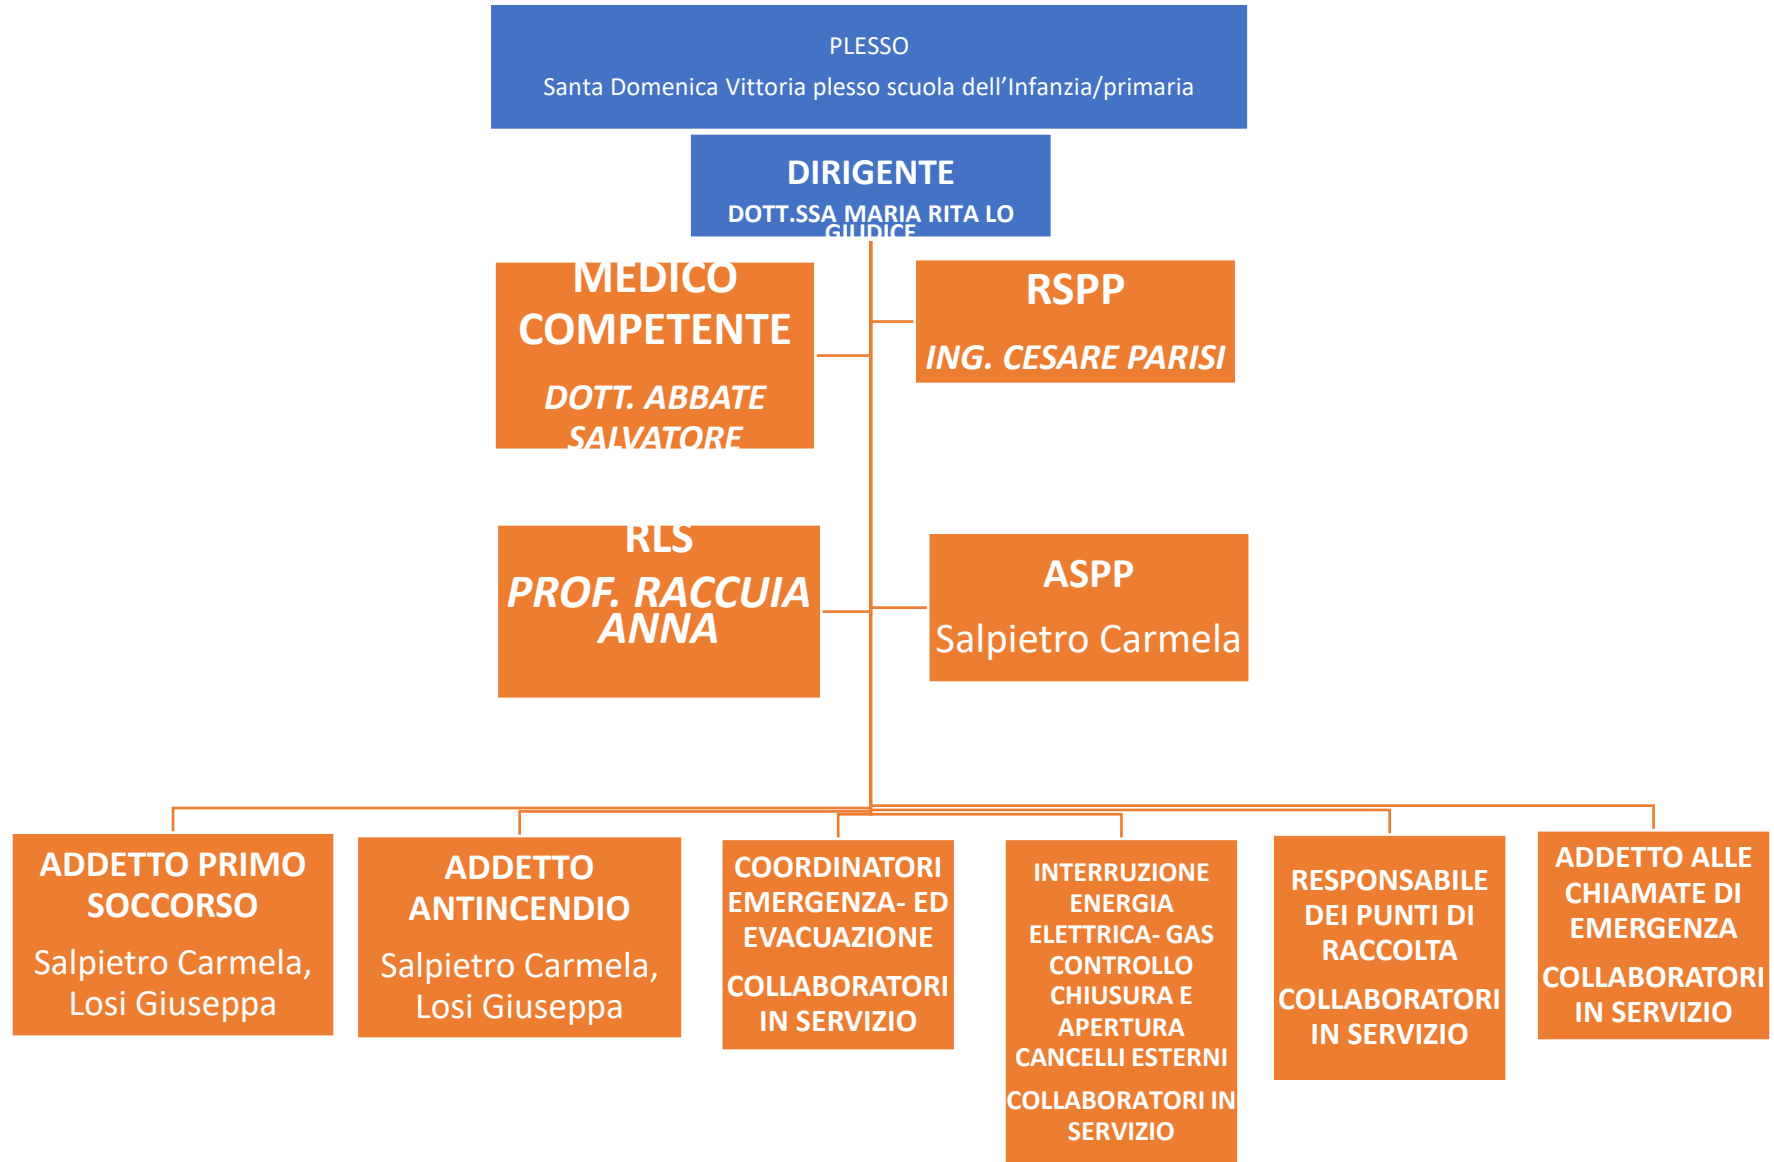 PLESSO
Santa Domenica Vittoria plesso scuola dell’Infanzia/primaria
DIRIGENTE
DOTT.SSA MARIA RITA LO
GIUDICE
MEDICO
COMPETENTE
DOTT. ABBATE
SALVATORE
RSPP
ING. CESARE PARISI
RLS
PROF. RACCUIA
ANNA
ASPP
Salpietro Carmela
ADDETTO PRIMO
SOCCORSO
Salpietro Carmela,
Losi Giuseppa
ADDETTO
ANTINCENDIO
Salpietro Carmela,
Losi Giuseppa
COORDINATORI
EMERGENZA- ED
EVACUAZIONE
COLLABORATORI
IN SERVIZIO
INTERRUZIONE
ENERGIA
ELETTRICA- GAS
CONTROLLO
CHIUSURA E
APERTURA
CANCELLI ESTERNI
COLLABORATORI IN
SERVIZIO
RESPONSABILE
DEI PUNTI DI
RACCOLTA
COLLABORATORI
IN SERVIZIO
ADDETTO ALLE
CHIAMATE DI
EMERGENZA
COLLABORATORI
IN SERVIZIO